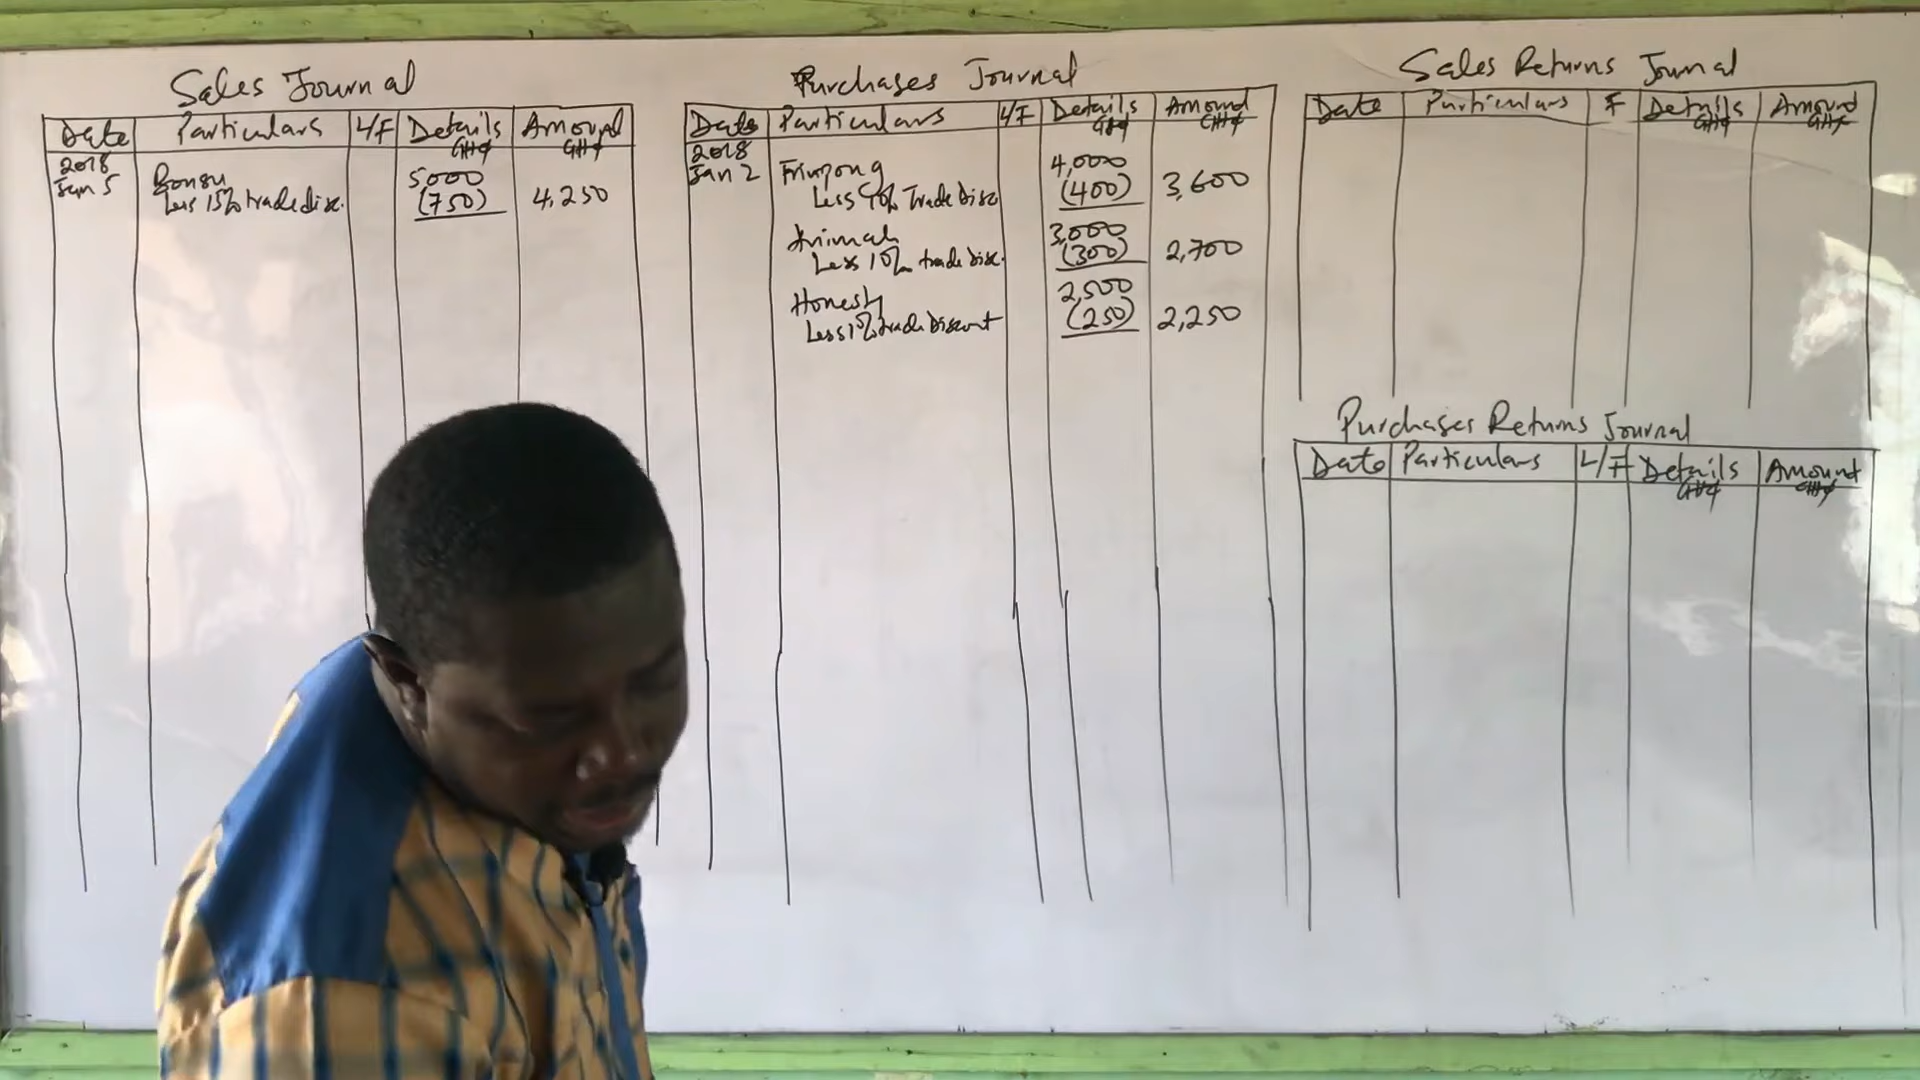 Sales Journal
Date Particulars L/F Details GH¢ Amount GH¢
2018
Jan 5 Bonsu 5000
Less 15% trade disc. (750) 4,250
Purchases Journal
Date Particulars L/F Details GH¢ Amount GH¢
2018
Jan 2 Frimpong 4,000
Less 10% Trade Disc (400) 3,600
3,000
Less 10% trade disc. (300) 2,700
Honesty 2,500
Less 10% trade Discount (250) 2,250
Sales Returns Journal
Date Particulars F Details GH¢ Amount GH¢
Purchases Returns Journal
Date Particulars L/F Details GH¢ Amount GH¢